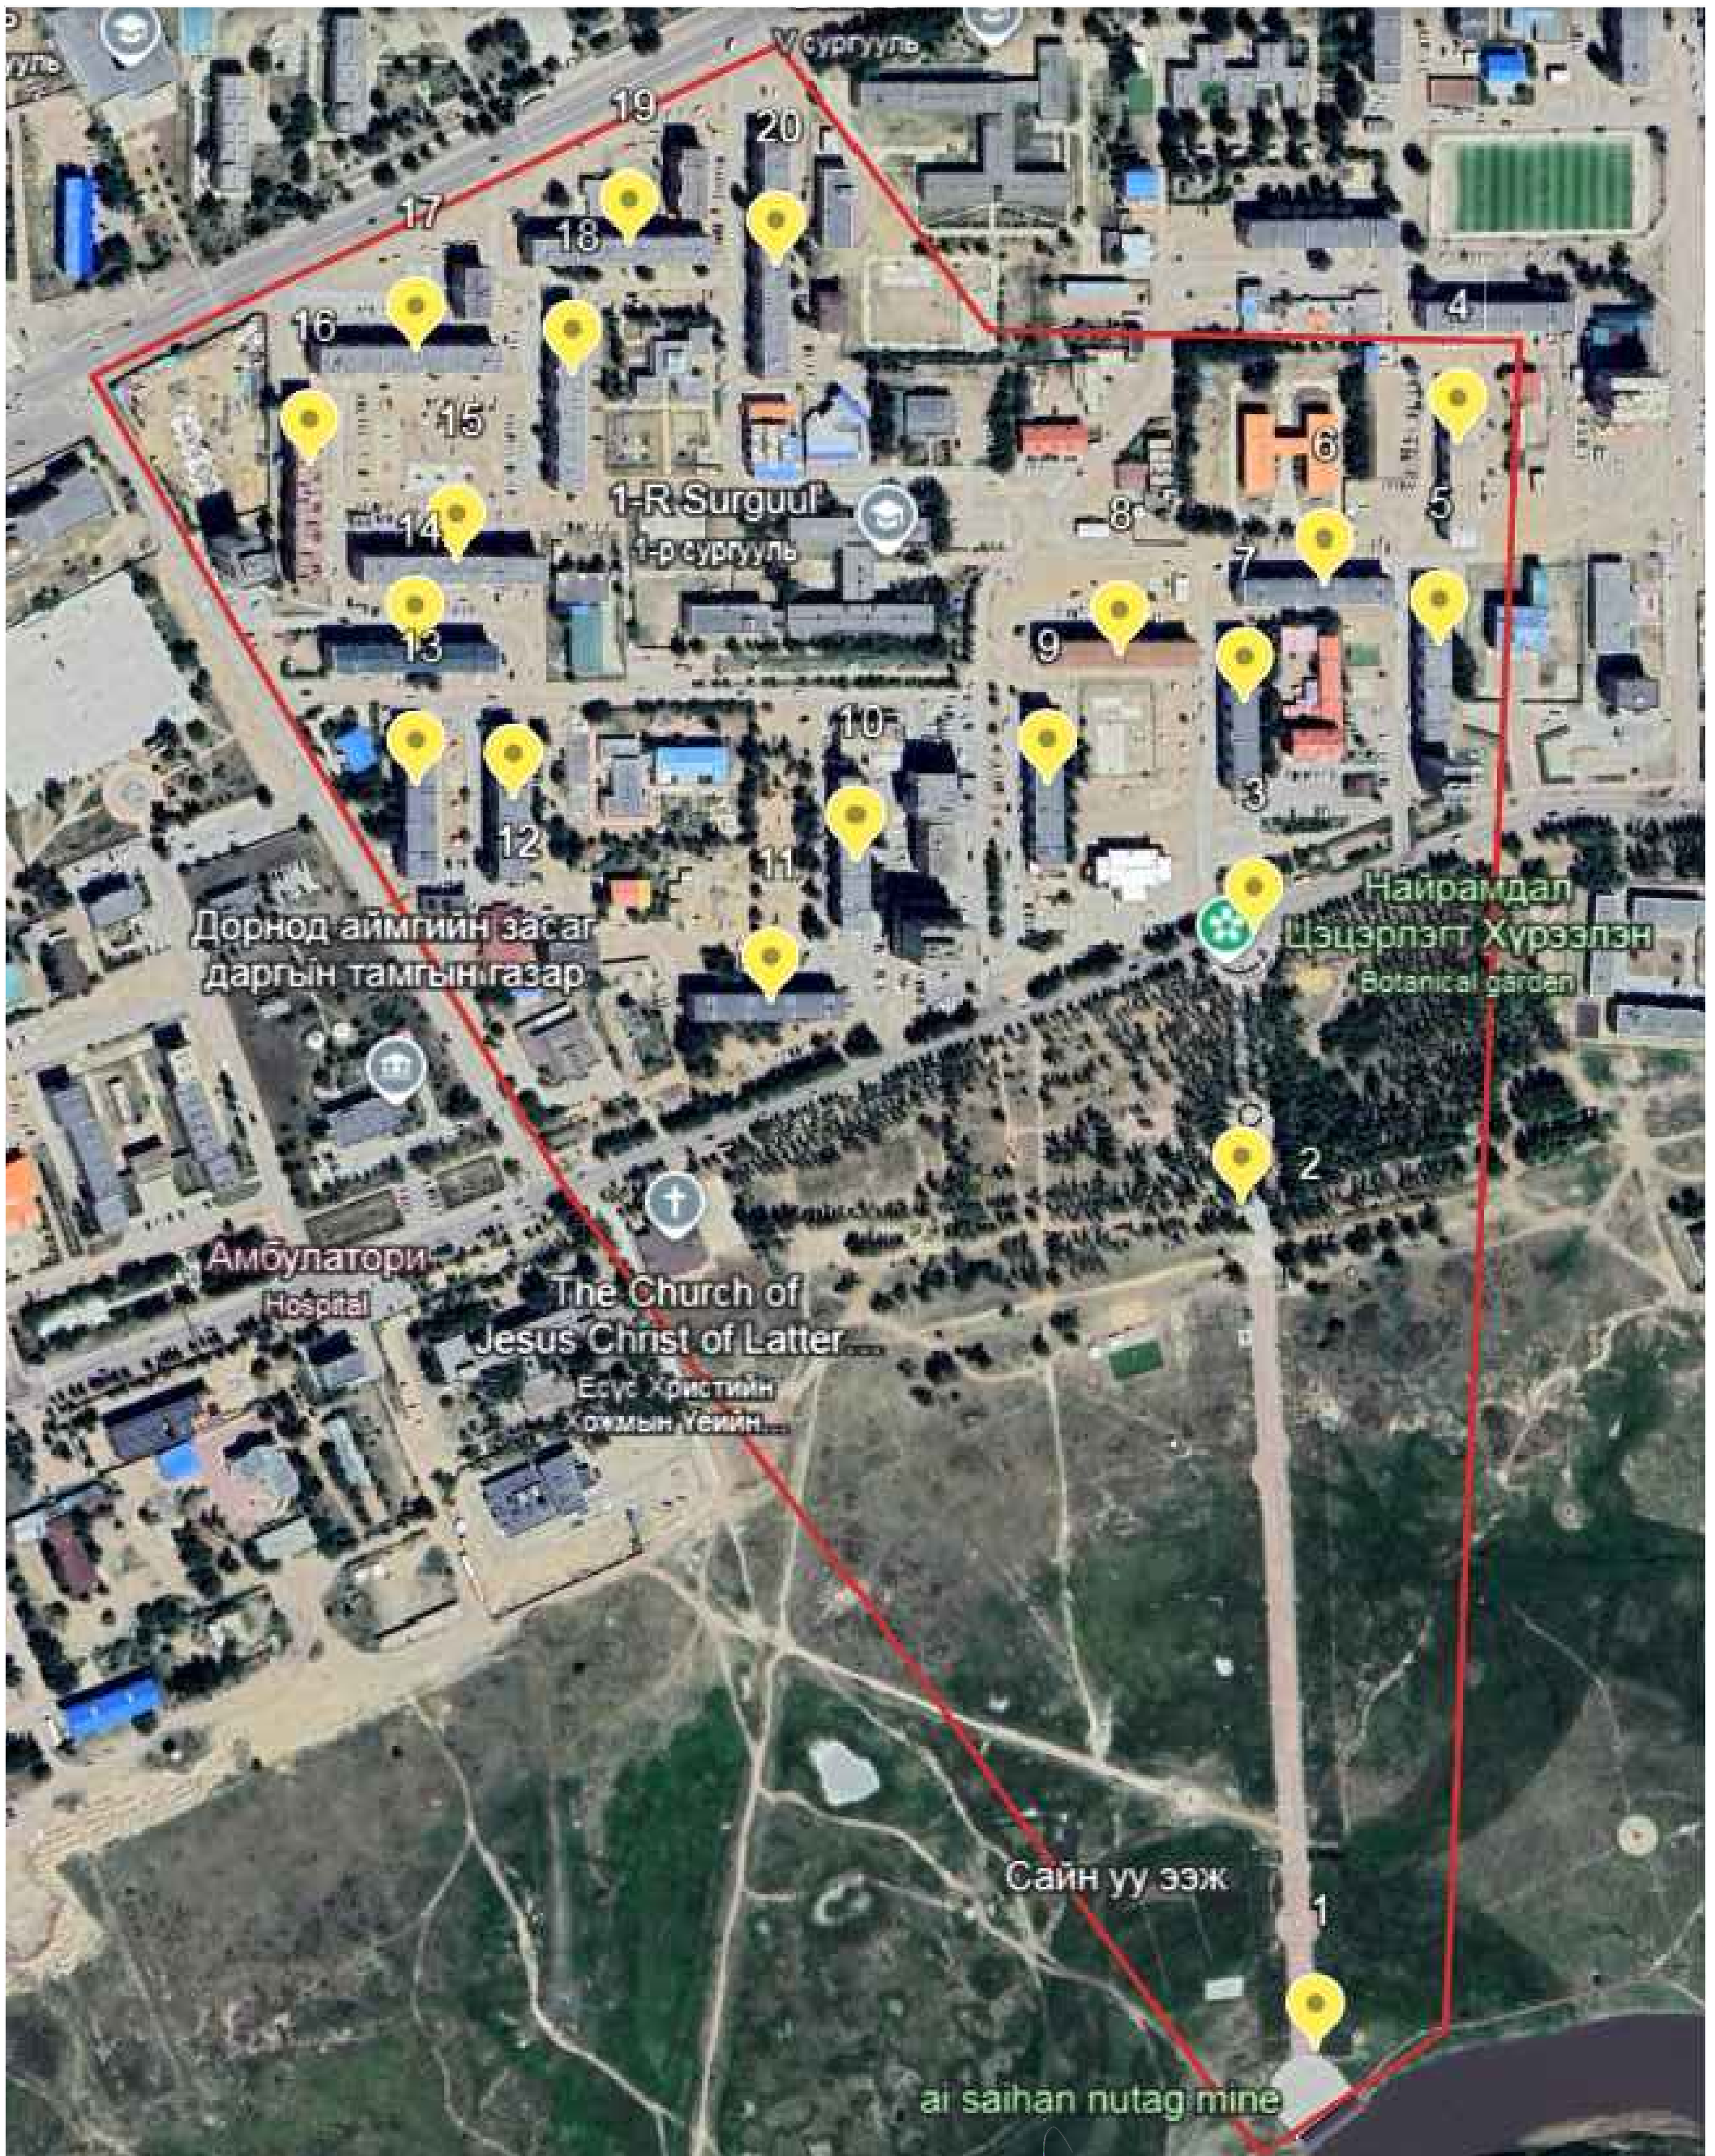 сургууль
19
20
17
18
16
4
15
6
14
5
1-R Surguul'
1-р сургууль
8
7
13
9
10
3
12
11
Найрамдал
Цэцэрлэгт Хүрээлэн
Botanical garden
Дорнод аймгийн засаг
даргын тамгын газар
2
Амбулатори
Hospital
The Church of
Jesus Christ of Latter...
Есүс Христийн
Хожмын Үеийн...
Сайн уу ээж
1
ai saihan nutag mine